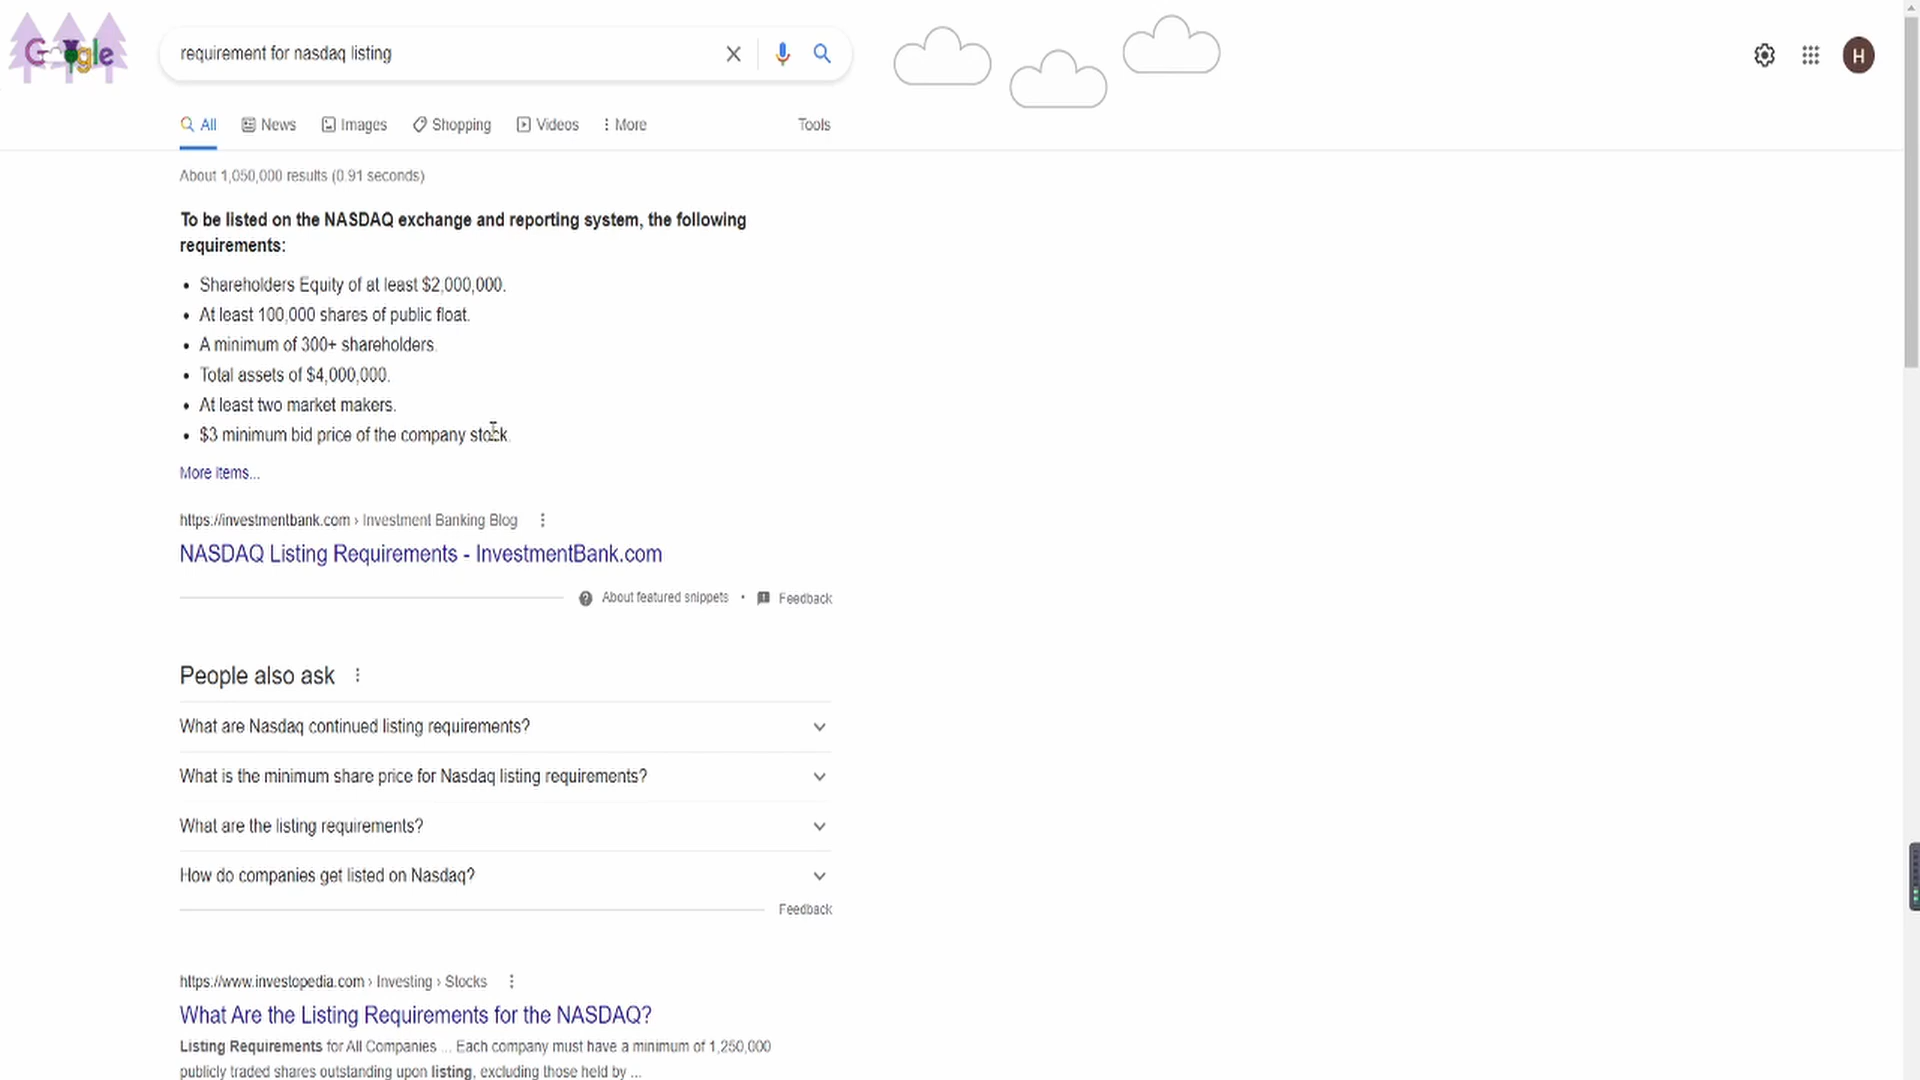 Google
requirement for nasdaq listing
H
All
News
Images
Shopping
Videos
More
Tools
About 1,050,000 results (0.91 seconds)
To be listed on the NASDAQ exchange and reporting system, the following
requirements:
• Shareholders Equity of at least $2,000,000.
• At least 100,000 shares of public float.
• A minimum of 300+ shareholders.
• Total assets of $4,000,000.
• At least two market makers.
• $3 minimum bid price of the company stock.
More items...
https://investmentbank.com › Investment Banking Blog
NASDAQ Listing Requirements - InvestmentBank.com
About featured snippets • Feedback
People also ask
What are Nasdaq continued listing requirements?
What is the minimum share price for Nasdaq listing requirements?
What are the listing requirements?
How do companies get listed on Nasdaq?
Feedback
https://www.investopedia.com › Investing › Stocks
What Are the Listing Requirements for the NASDAQ?
Listing Requirements for All Companies ... Each company must have a minimum of 1,250,000
publicly traded shares outstanding upon listing, excluding those held by ...